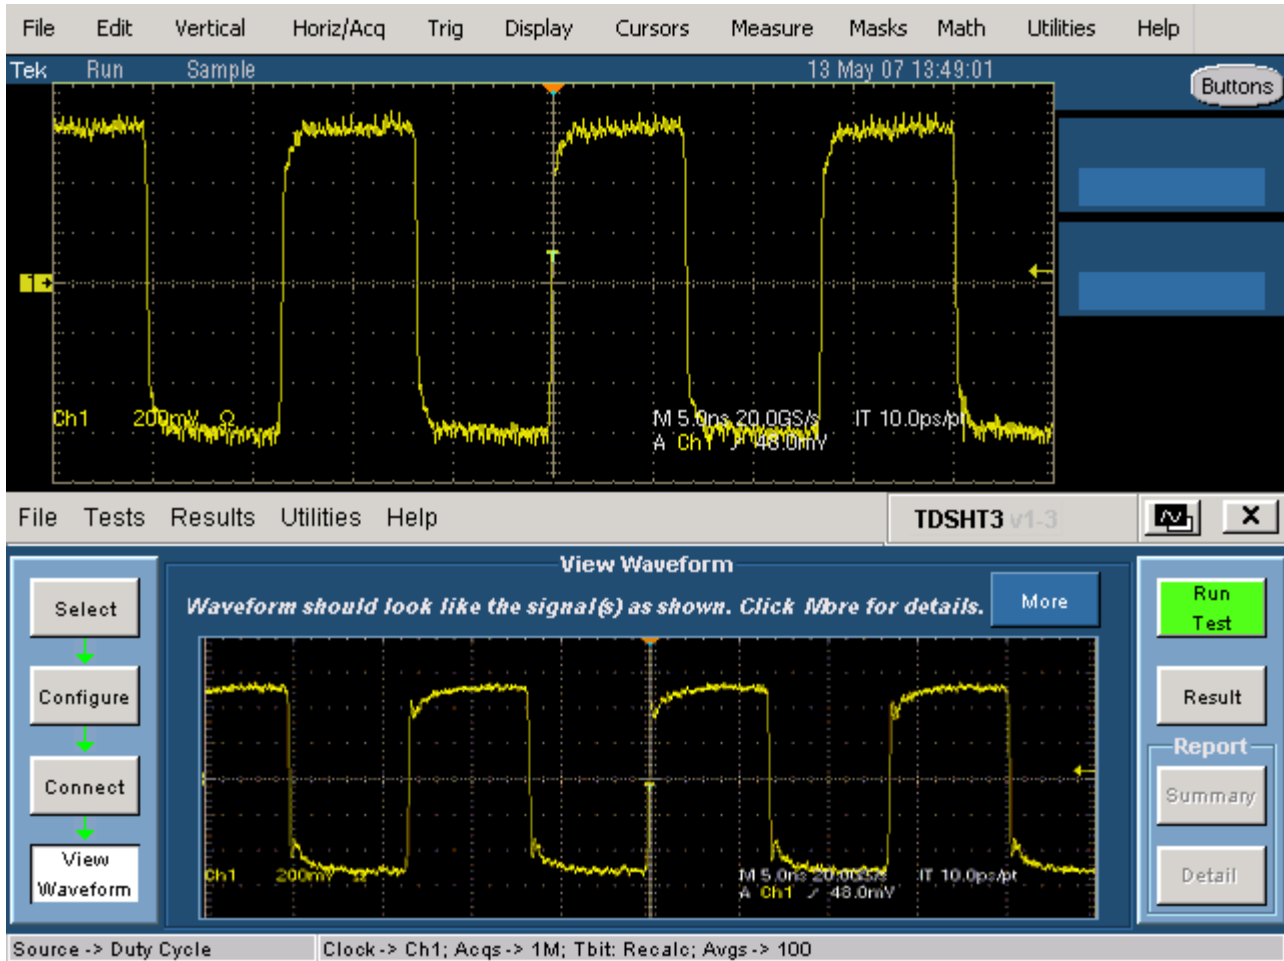 File Edit Vertical Horiz/Acq Trig Display Cursors Measure Masks Math Utilities Help
Tek Run Sample 13 May 07 13:49:01
Buttons
1
Ch1 200mV Ω M 5.0ns 20.0GS/s IT 10.0ps/pt
A Ch1 / 48.0mV
File Tests Results Utilities Help TDSHT3 v1-3 X
View Waveform
Waveform should look like the signal(s) as shown. Click More for details. More
Select
Configure
Connect
View
Waveform
Ch1 200mV Ω M 5.0ns 20.0GS/s IT 10.0ps/pt
A Ch1 / 48.0mV
Run
Test
Result
Report
Summary
Detail
Source -> Duty Cycle Clock -> Ch1; Acqs -> 1M; Tbit: Recalc; Avgs -> 100